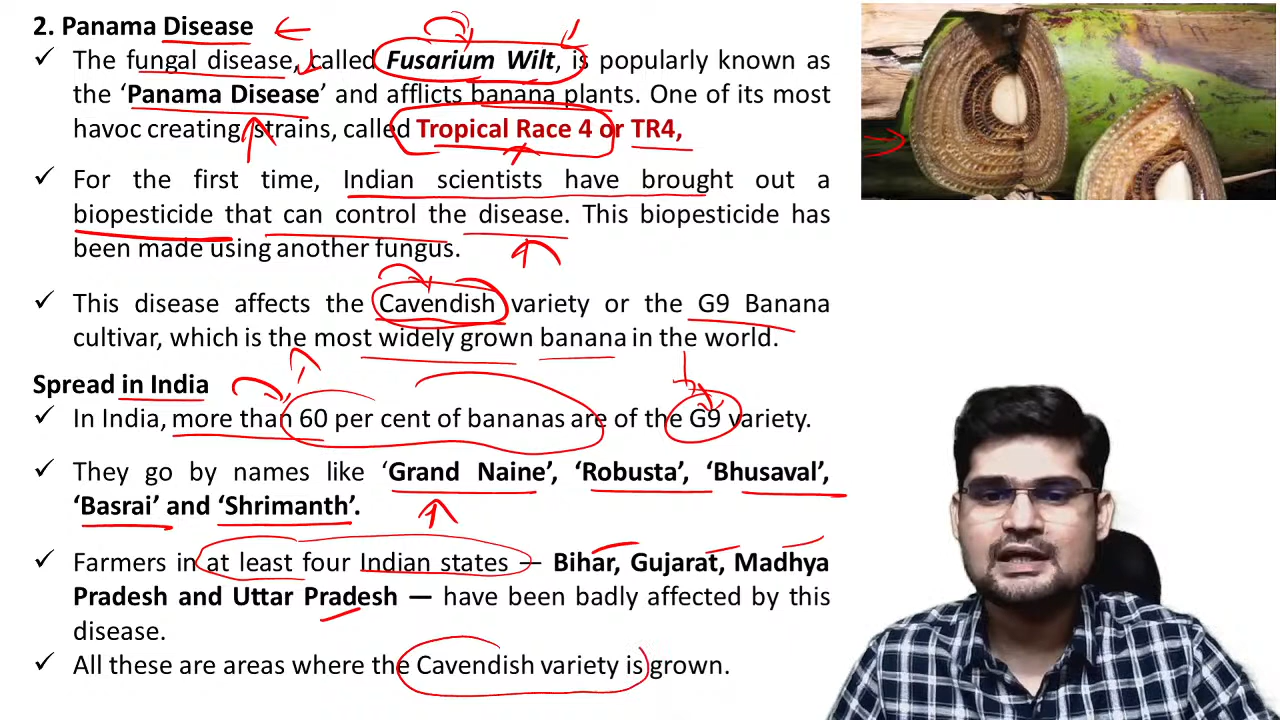 2. Panama Disease
✓ The fungal disease, called Fusarium Wilt, is popularly known as
the ‘Panama Disease’ and afflicts banana plants. One of its most
havoc creating strains, called Tropical Race 4 or TR4,
✓ For the first time, Indian scientists have brought out a
biopesticide that can control the disease. This biopesticide has
been made using another fungus.
✓ This disease affects the Cavendish variety or the G9 Banana
cultivar, which is the most widely grown banana in the world.
Spread in India
✓ In India, more than 60 per cent of bananas are of the G9 variety.
✓ They go by names like ‘Grand Naine’, ‘Robusta’, ‘Bhusaval’,
‘Basrai’ and ‘Shrimanth’.
✓ Farmers in at least four Indian states — Bihar, Gujarat, Madhya
Pradesh and Uttar Pradesh — have been badly affected by this
disease.
✓ All these are areas where the Cavendish variety is grown.